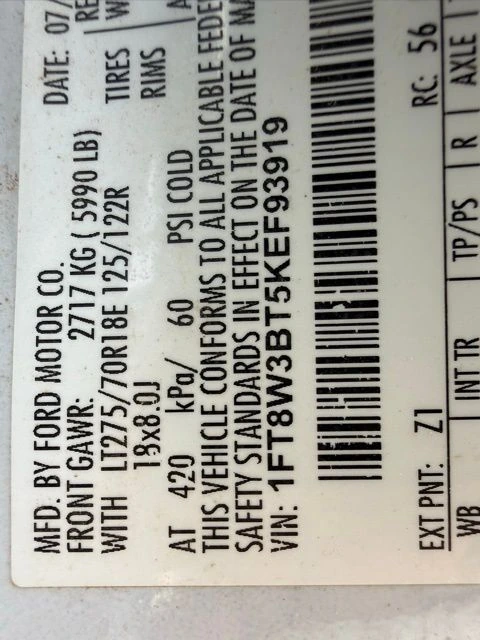 MFD. BY FORD MOTOR CO. DATE: 07/
FRONT GAWR: 2717 KG ( 5990 LB)
WITH LT275/70R18E 125/122R TIRES
18x8.0J RIMS
AT 420 kPa/ 60 PSI COLD
THIS VEHICLE CONFORMS TO ALL APPLICABLE FEDE
SAFETY STANDARDS IN EFFECT ON THE DATE OF MA
VIN: 1FT8W3BT5KEF93919
EXT PNT: Z1 RC: 56
WB INT TR TP/PS R AXLE